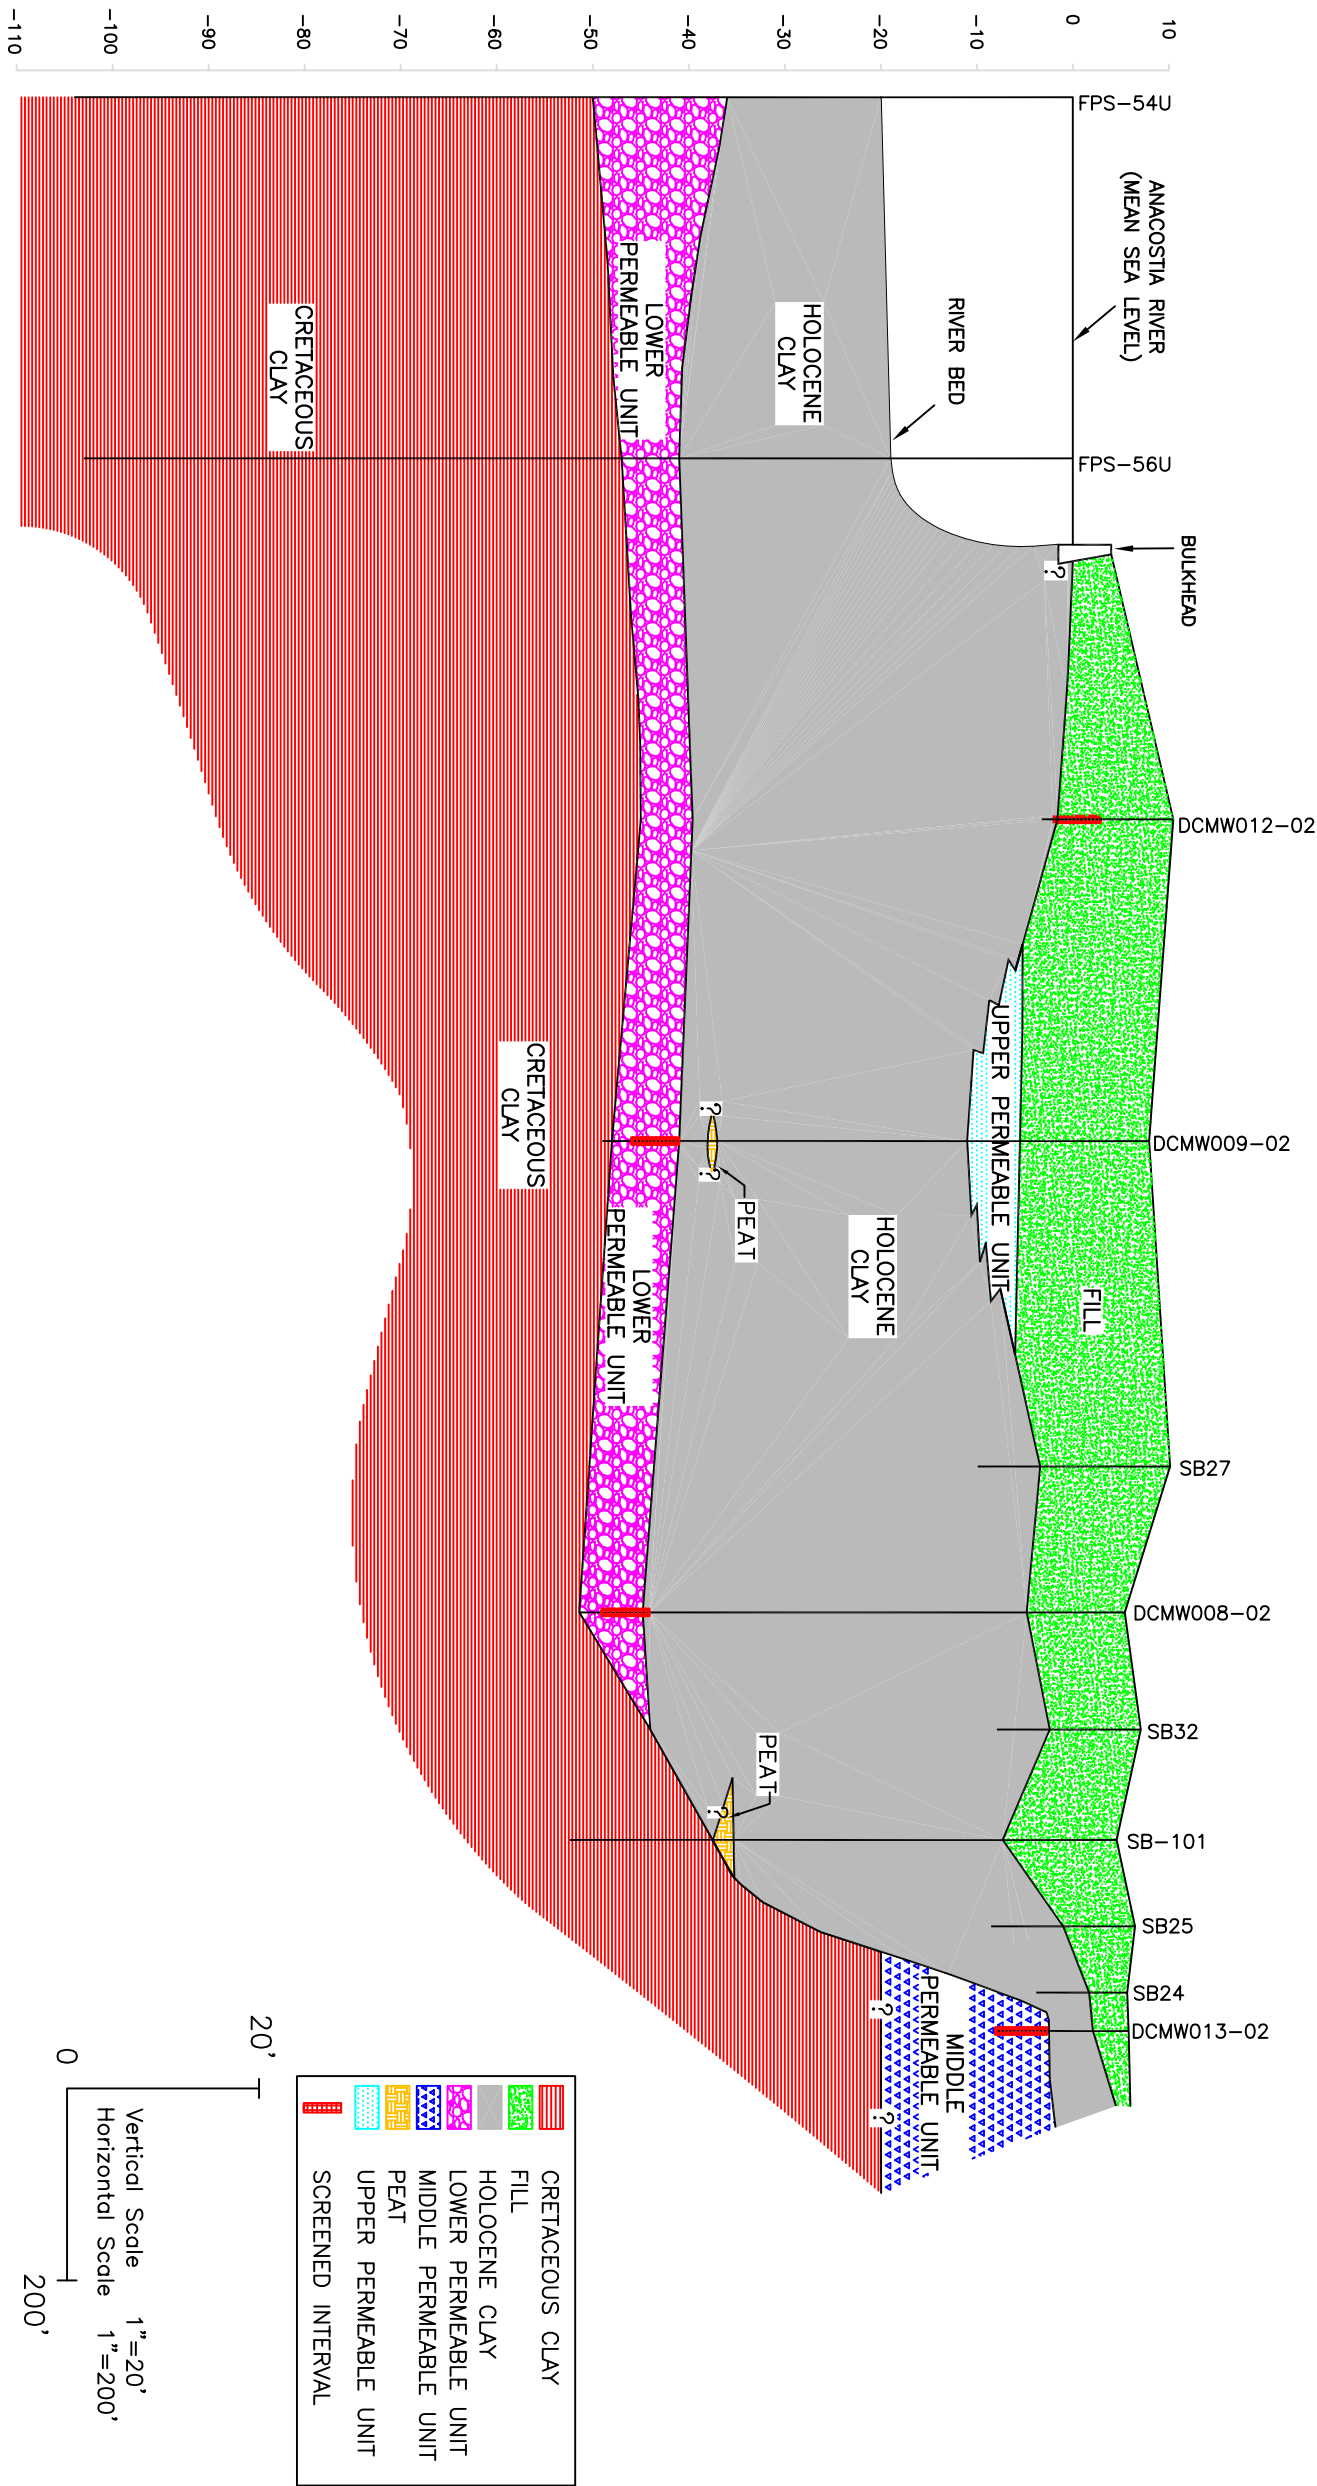 10
0
-10
-20
-30
-40
-50
-60
-70
-80
-90
-100
-110
FPS-54U
ANACOSTIA RIVER
(MEAN SEA LEVEL)
RIVER BED
HOLOCENE
CLAY
LOWER
PERMEABLE UNIT
CRETACEOUS
CLAY
FPS-56U
BULKHEAD
?
DCMW012-02
DCMW009-02
UPPER PERMEABLE UNIT
FILL
?
?
PEAT
HOLOCENE
CLAY
LOWER
PERMEABLE UNIT
CRETACEOUS
CLAY
SB27
DCMW008-02
SB32
PEAT
?
SB-101
SB25
SB24
DCMW013-02
MIDDLE
PERMEABLE UNIT
?
?
CRETACEOUS CLAY
FILL
HOLOCENE CLAY
LOWER PERMEABLE UNIT
MIDDLE PERMEABLE UNIT
PEAT
UPPER PERMEABLE UNIT
SCREENED INTERVAL
20'
0
200'
Vertical Scale 1"=20'
Horizontal Scale 1"=200'